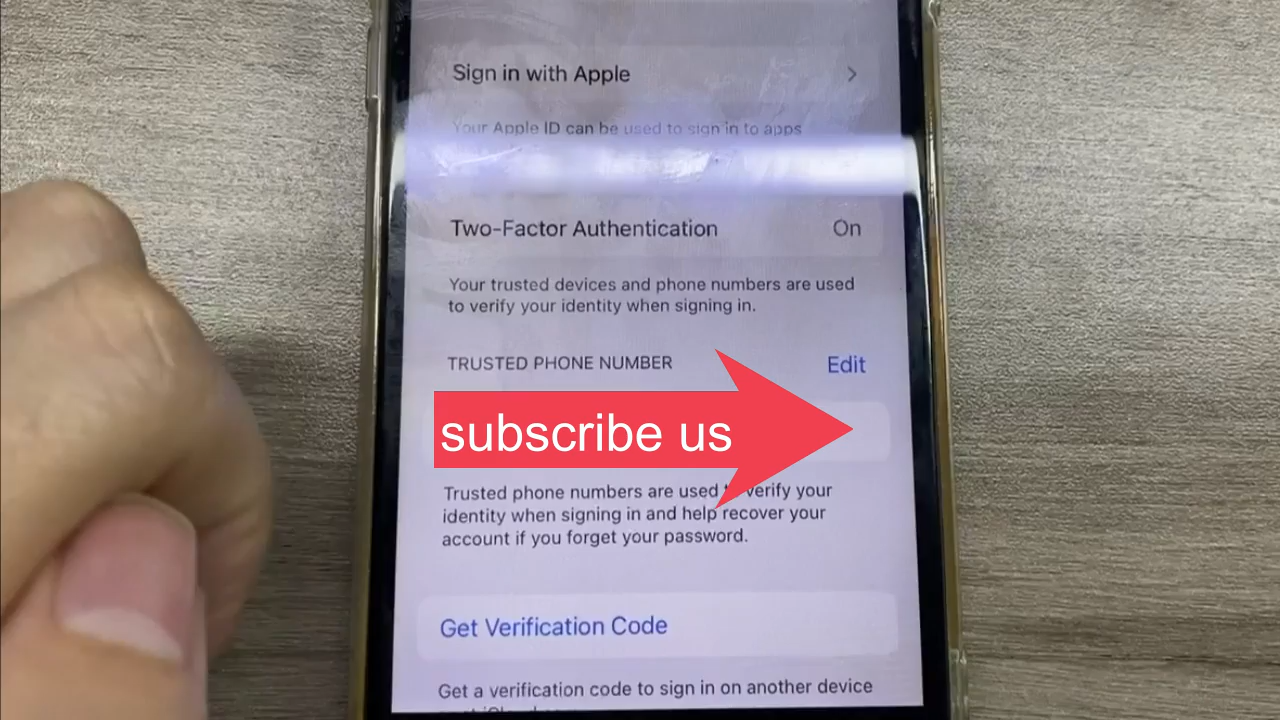 Sign in with Apple
Your Apple ID can be used to sign in to apps
Two-Factor Authentication On
Your trusted devices and phone numbers are used
to verify your identity when signing in.
TRUSTED PHONE NUMBER Edit
subscribe us
Trusted phone numbers are used verify your
identity when signing in and help recover your
account if you forget your password.
Get Verification Code
Get a verification code to sign in on another device